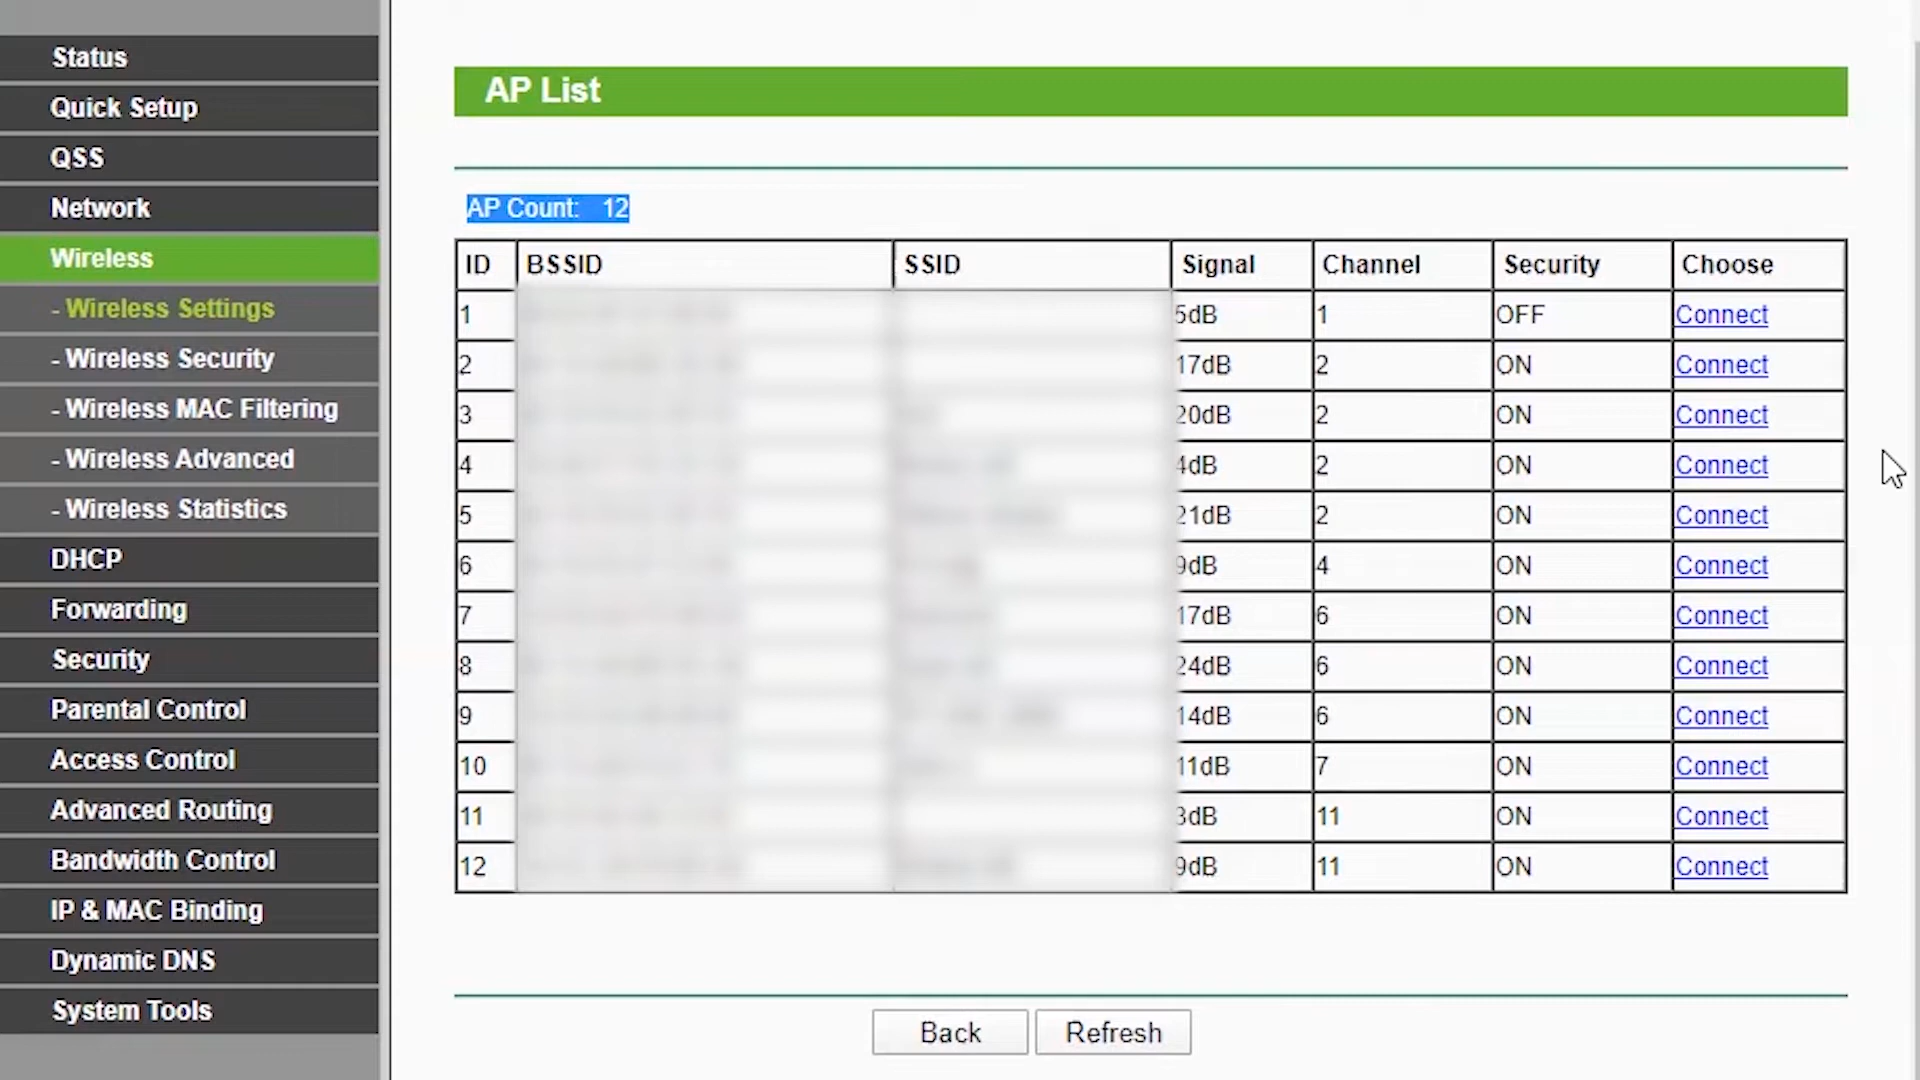 Status
Quick Setup
QSS
Network
Wireless
- Wireless Settings
- Wireless Security
- Wireless MAC Filtering
- Wireless Advanced
- Wireless Statistics
DHCP
Forwarding
Security
Parental Control
Access Control
Advanced Routing
Bandwidth Control
IP & MAC Binding
Dynamic DNS
System Tools
AP List
AP Count: 12
ID BSSID SSID Signal Channel Security Choose
1 5dB 1 OFF Connect
2 17dB 2 ON Connect
3 20dB 2 ON Connect
4 4dB 2 ON Connect
5 21dB 2 ON Connect
6 9dB 4 ON Connect
7 17dB 6 ON Connect
8 24dB 6 ON Connect
9 14dB 6 ON Connect
10 11dB 7 ON Connect
11 3dB 11 ON Connect
12 9dB 11 ON Connect
Back Refresh